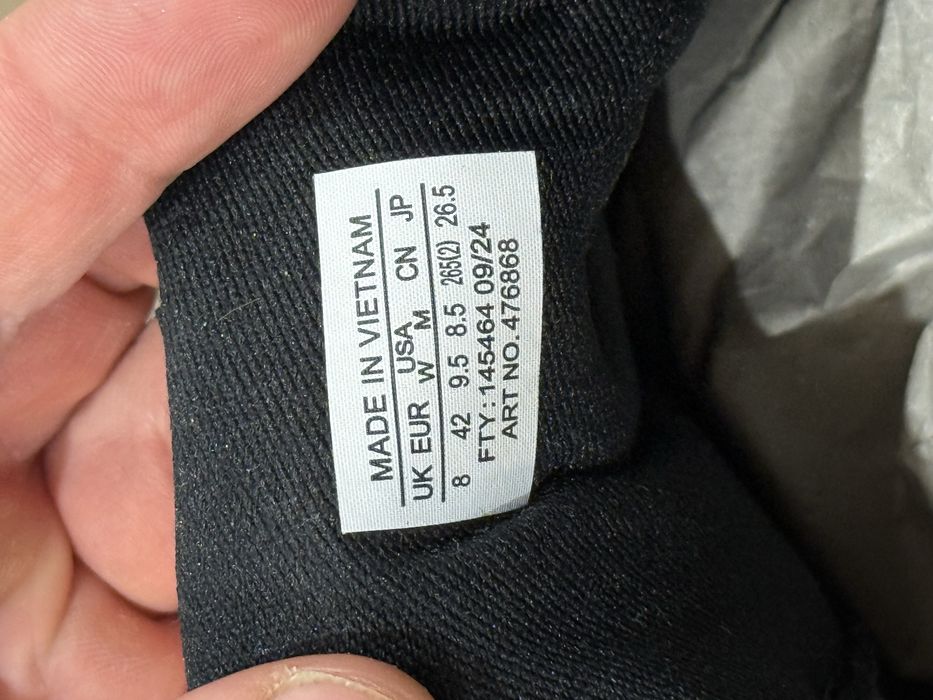 MADE IN VIETNAM
UK EUR USA CN JP
W M
8 42 9.5 8.5 265(2) 26.5
FTY.:145464 09/24
ART NO.476868